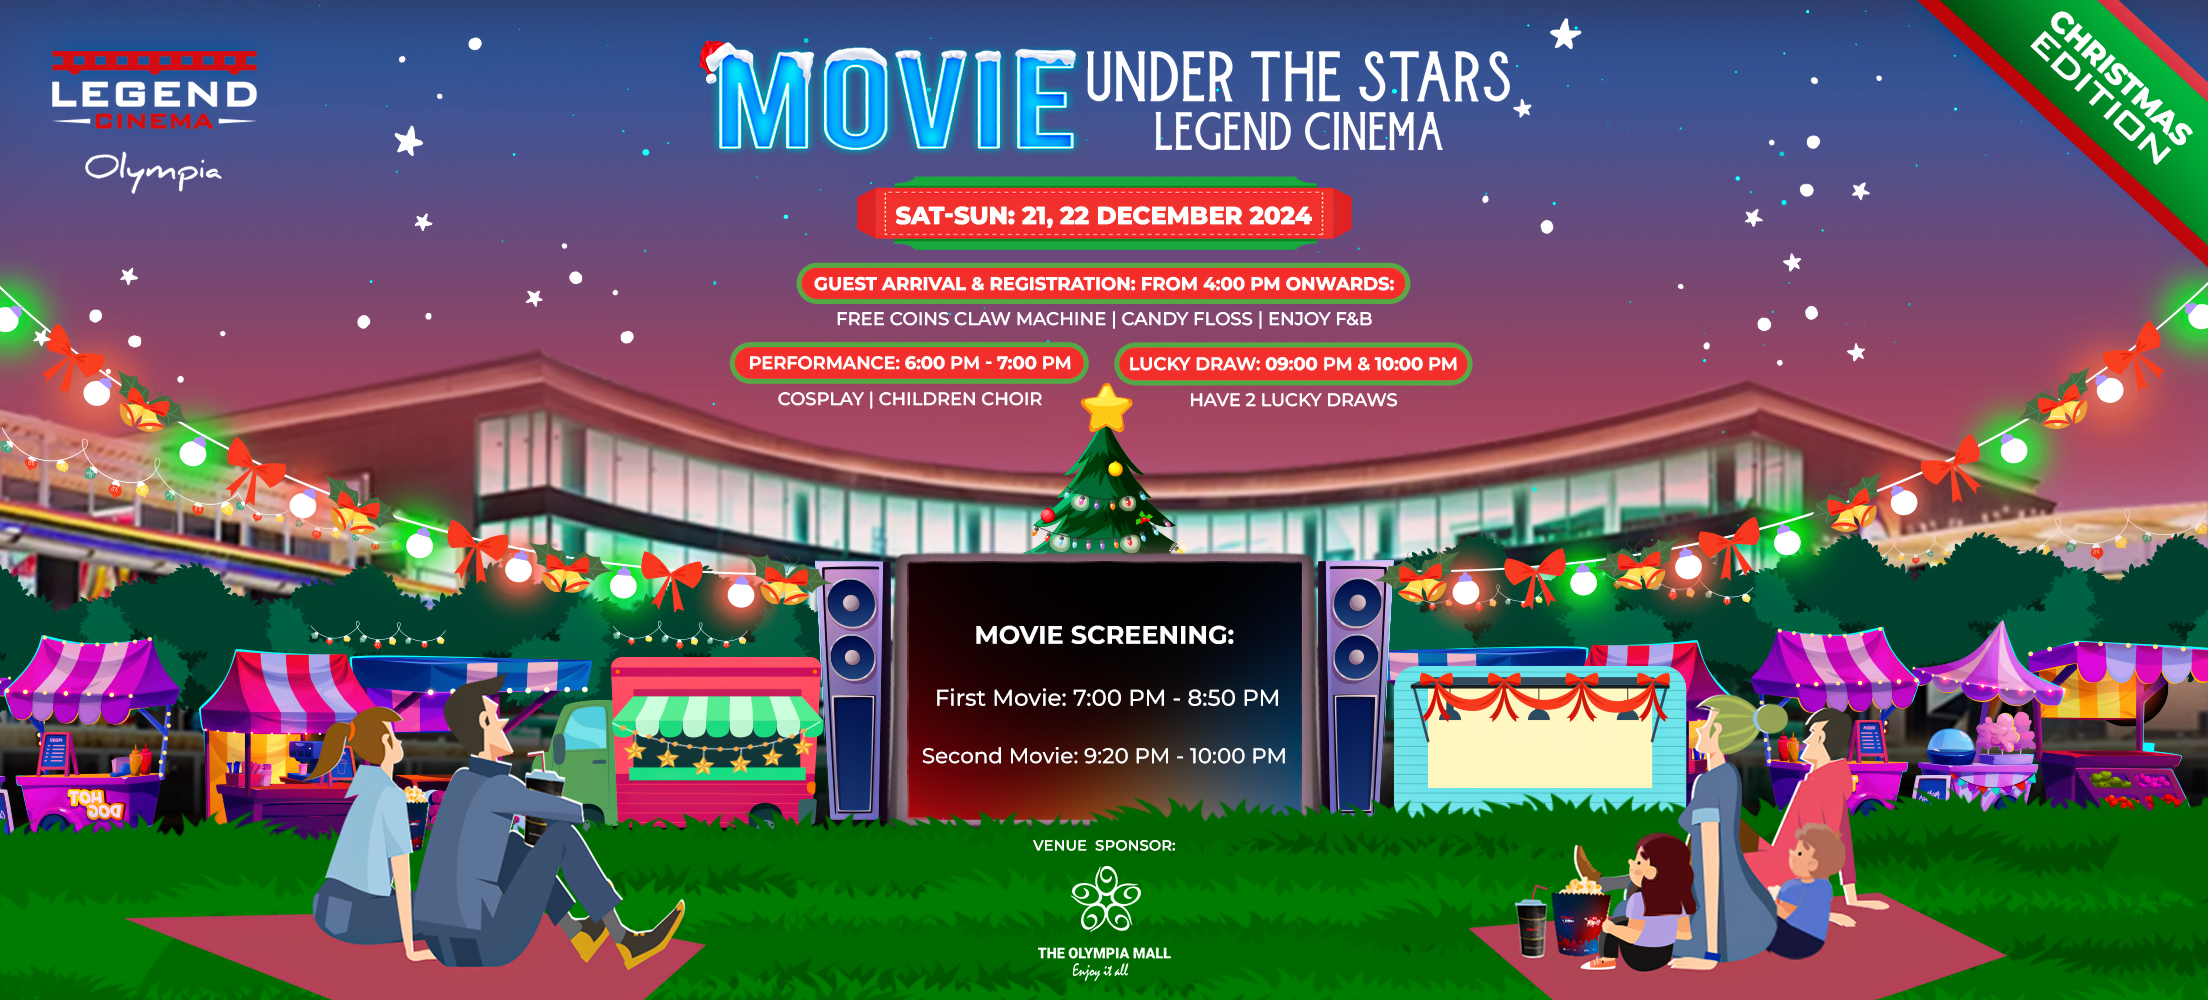 LEGEND
CINEMA
Olympia
MOVIE UNDER THE STARS
LEGEND CINEMA
CHRISTMAS
EDITION
SAT-SUN: 21, 22 DECEMBER 2024
GUEST ARRIVAL & REGISTRATION: FROM 4:00 PM ONWARDS:
FREE COINS CLAW MACHINE | CANDY FLOSS | ENJOY F&B
PERFORMANCE: 6:00 PM - 7:00 PM
COSPLAY | CHILDREN CHOIR
LUCKY DRAW: 09:00 PM & 10:00 PM
HAVE 2 LUCKY DRAWS
MOVIE SCREENING:
First Movie: 7:00 PM - 8:50 PM
Second Movie: 9:20 PM - 10:00 PM
HOT
DOG
VENUE SPONSOR:
THE OLYMPIA MALL
Enjoy it all